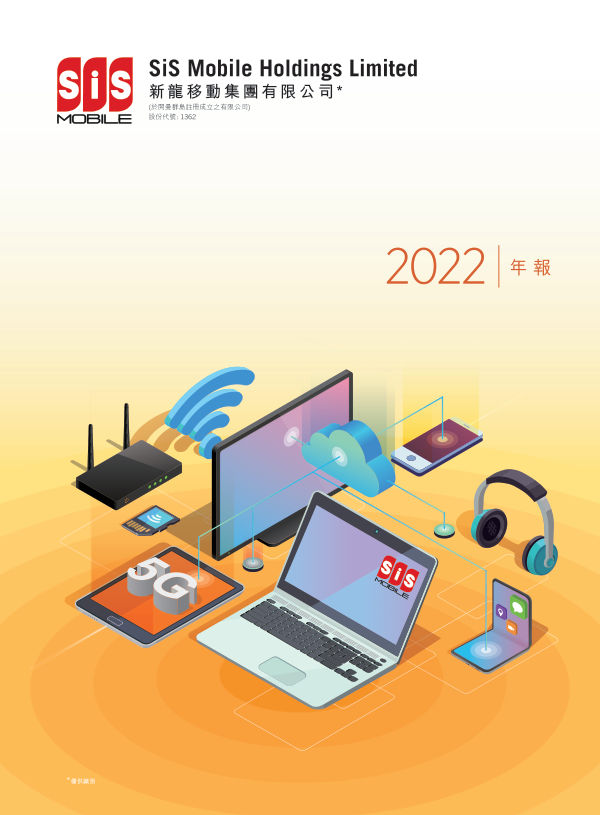 SiS
MOBILE
SiS Mobile Holdings Limited
新龍移動集團有限公司*
(於開曼群島註冊成立之有限公司)
股份代號: 1362
2022 年報
5G
SiS
MOBILE
*僅供識別